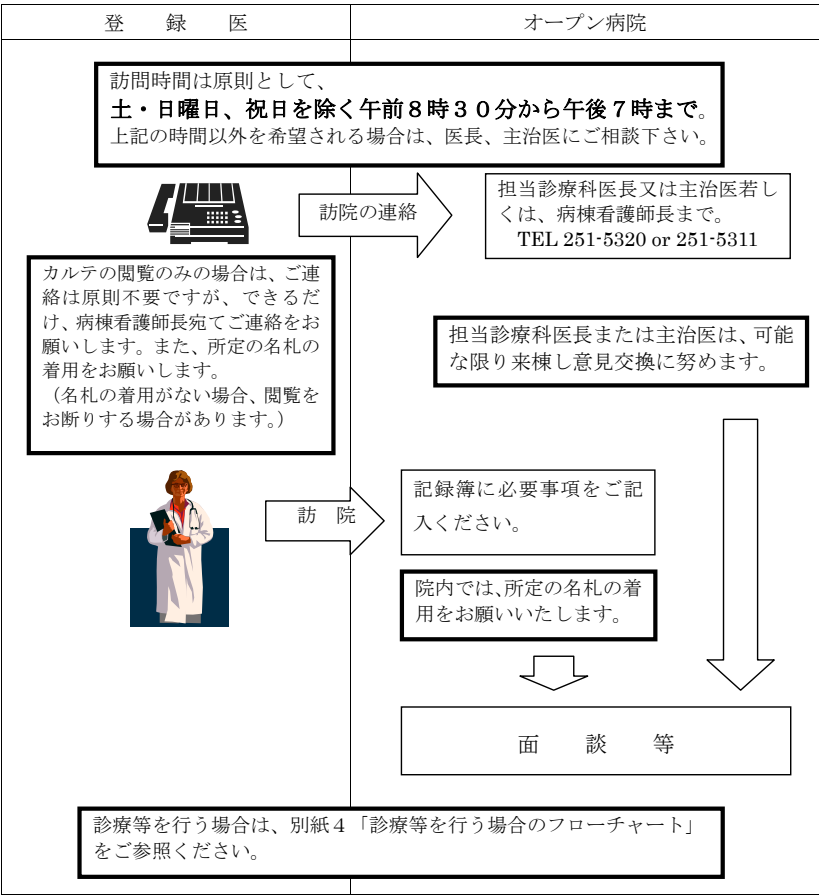 登　録　医
オープン病院
訪問時間は原則として、
土・日曜日、祝日を除く午前８時３０分から午後７時まで。
上記の時間以外を希望される場合は、医長、主治医にご相談下さい。
訪院の連絡
担当診療科医長又は主治医若し
くは、病棟看護師長まで。
TEL 251-5320 or 251-5311
カルテの閲覧のみの場合は、ご連
絡は原則不要ですが、できるだ
け、病棟看護師長宛てご連絡をお
願いします。また、所定の名札の
着用をお願いします。
（名札の着用がない場合、閲覧を
お断りする場合があります。）
担当診療科医長または主治医は、可能
な限り来棟し意見交換に努めます。
訪　院
記録簿に必要事項をご記
入ください。
院内では、所定の名札の着
用をお願いいたします。
面　談　等
診療等を行う場合は、別紙４「診療等を行う場合のフローチャート」
をご参照ください。